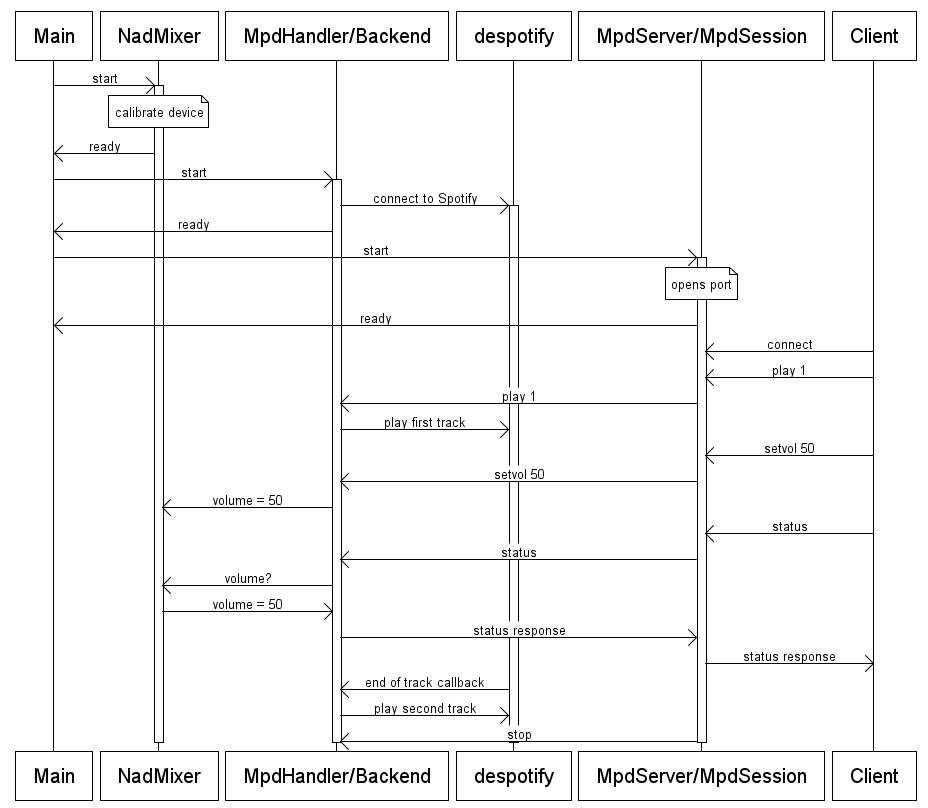 Main NadMixer MpdHandler/Backend despotify MpdServer/MpdSession Client
start
calibrate device
ready
start
connect to Spotify
ready
start
opens port
ready
connect
play 1
play 1
play first track
setvol 50
setvol 50
volume = 50
status
status
volume?
volume = 50
status response
status response
end of track callback
play second track
stop
Main NadMixer MpdHandler/Backend despotify MpdServer/MpdSession Client